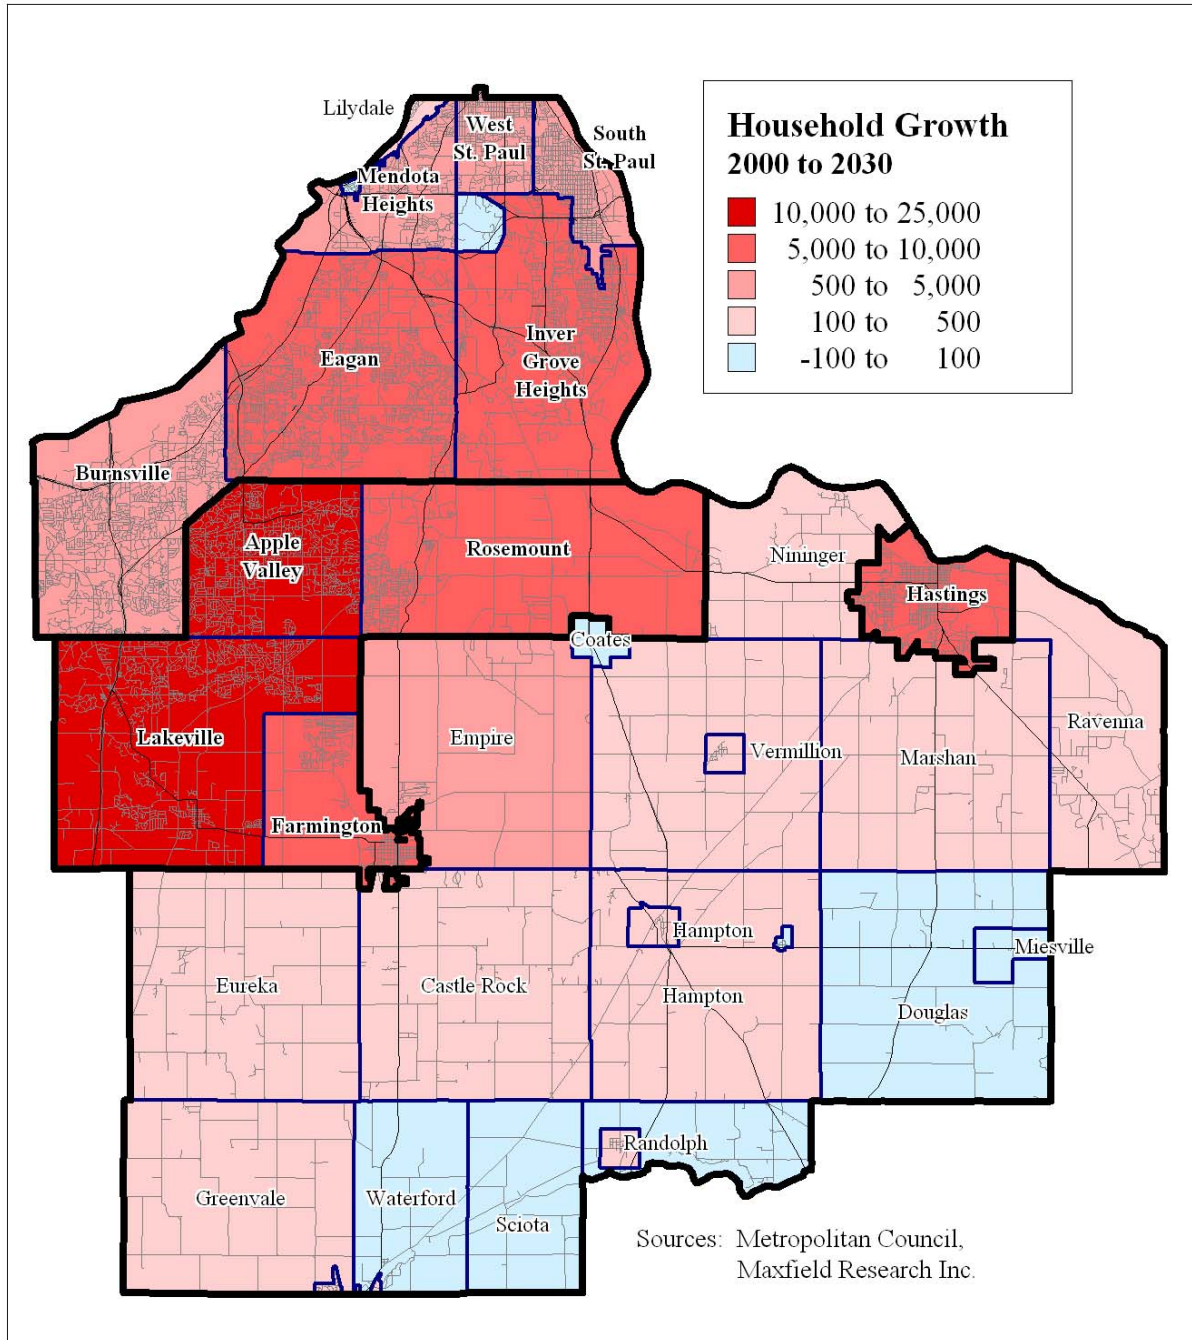 Household Growth
2000 to 2030
10,000 to 25,000
5,000 to 10,000
500 to 5,000
100 to 500
-100 to 100
Lilydale
West
St. Paul
South
St. Paul
Mendota
Heights
Eagan
Inver
Grove
Heights
Burnsville
Apple
Valley
Rosemount
Nininger
Hastings
Coates
Lakeville
Empire
Vermillion
Marshan
Ravenna
Farmington
Hampton
Miesville
Eureka
Castle Rock
Hampton
Douglas
Randolph
Greenvale
Waterford
Sciota
Sources: Metropolitan Council,
Maxfield Research Inc.